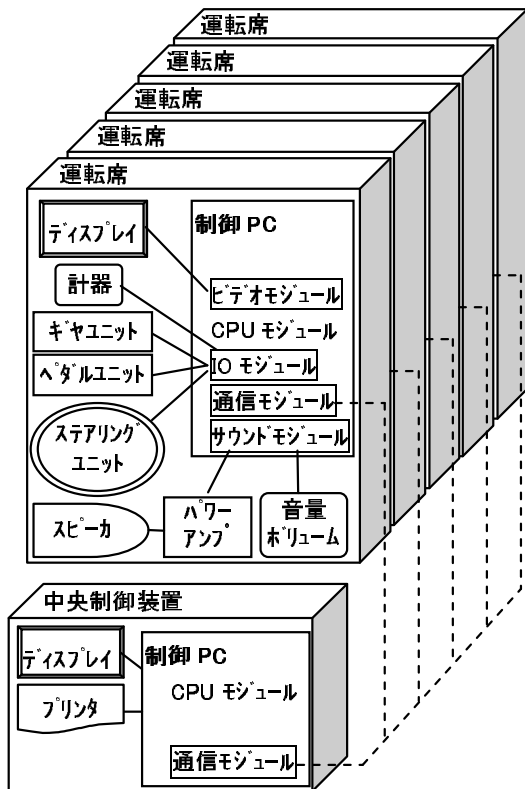 運転席
運転席
運転席
運転席
運転席
ディスプレイ
制御 PC
計器
ビデオモジュール
ギヤユニット
CPU モジュール
ペダルユニット
IO モジュール
通信モジュール
ステアリング
ユニット
サウンドモジュール
スピーカ
パワー
アンプ
音量
ボリューム
中央制御装置
ディスプレイ
制御 PC
CPU モジュール
プリンタ
通信モジュール